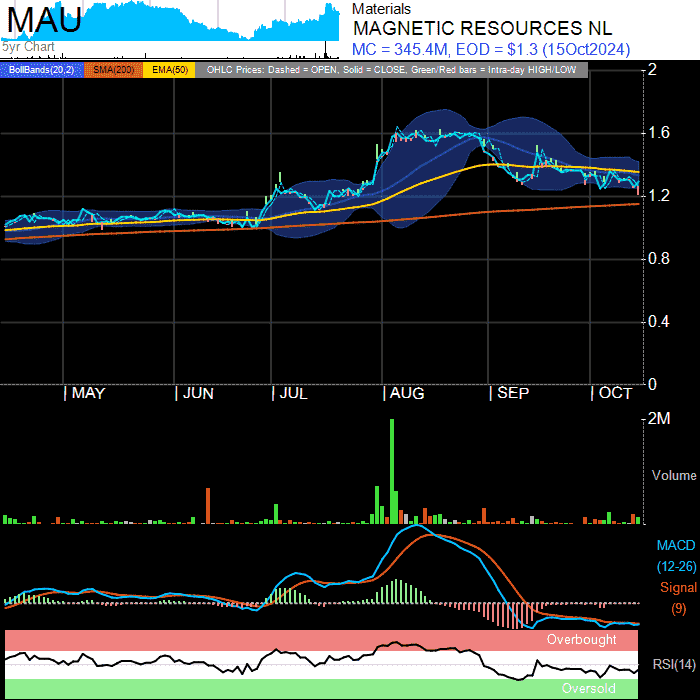 MAU
5yr Chart
Materials
MAGNETIC RESOURCES NL
MC = 345.4M, EOD = $1.3 (15Oct2024)
BollBands(20,2) SMA(200) EMA(50) OHLC Prices: Dashed = OPEN, Solid = CLOSE, Green/Red bars = Intra-day HIGH/LOW
2
1.6
1.2
0.8
0.4
0
| MAY | JUN | JUL | AUG | SEP | OCT
2M
Volume
MACD
(12-26)
Signal
(9)
Overbought
RSI(14)
Oversold